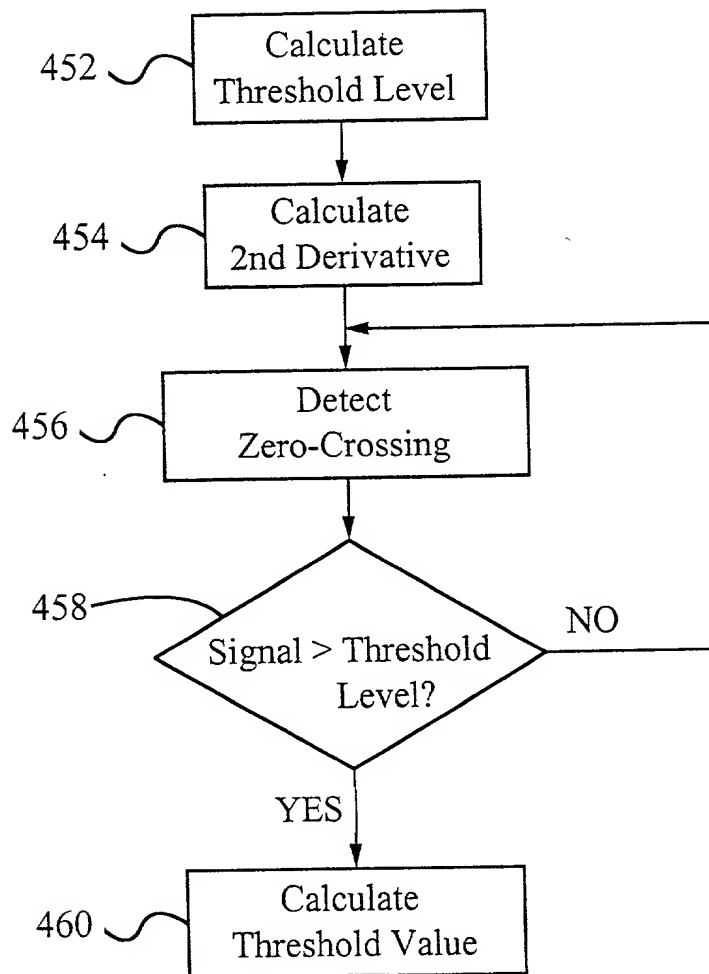 452
Calculate
Threshold Level
454
Calculate
2nd Derivative
456
Detect
Zero-Crossing
458
Signal > Threshold
Level?
NO
YES
460
Calculate
Threshold Value